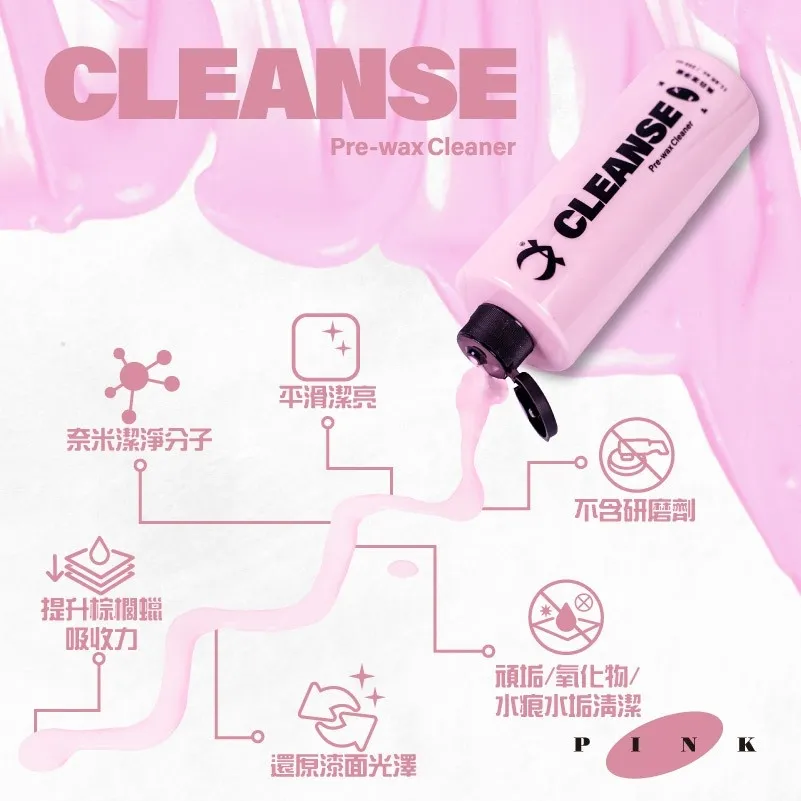 CLEANSE
Pre-wax Cleaner
CLEANSE
Pre-wax Cleaner
平滑潔亮
奈米潔淨分子
不含研磨劑
提升棕櫚蠟
吸收力
頑垢/氧化物/
水痕水垢清潔
還原漆面光澤
PINK